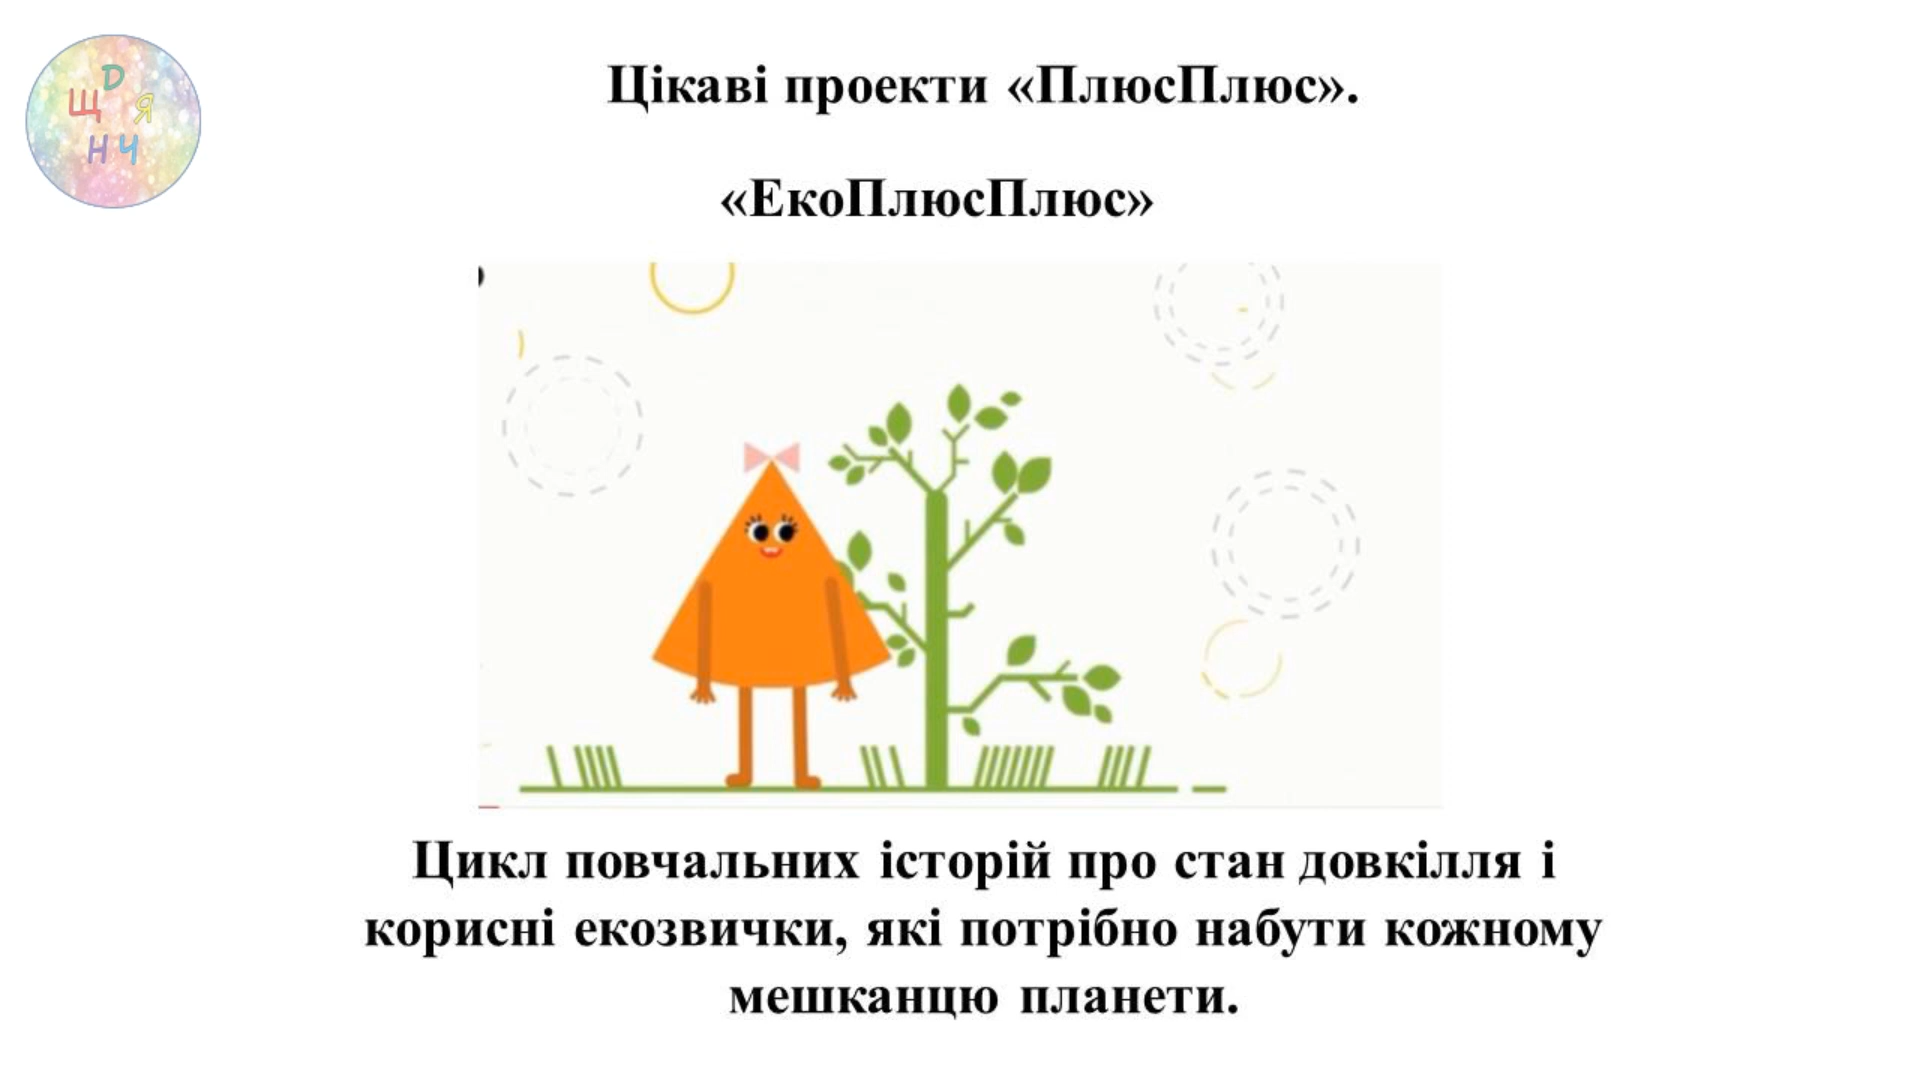 Д
Щ Я
Н Ч
Цікаві проекти «ПлюсПлюс».
«ЕкоПлюсПлюс»
Цикл повчальних історій про стан довкілля і
корисні екозвички, які потрібно набути кожному
мешканцю планети.